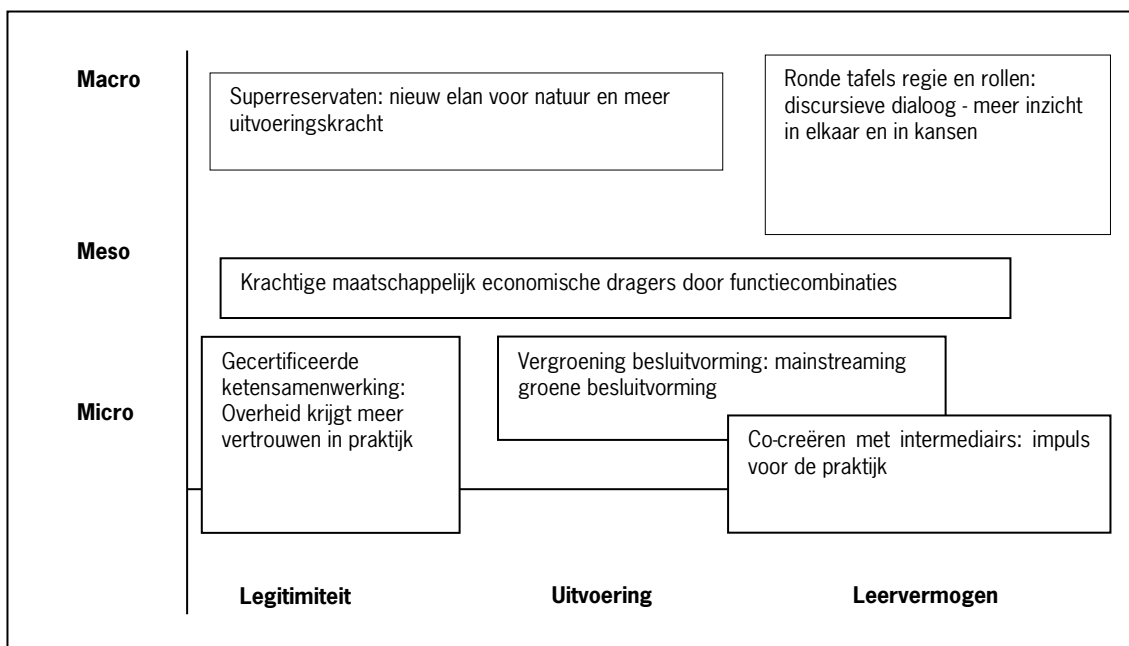 Macro
Superreservaten: nieuw elan voor natuur en meer
uitvoeringskracht
Ronde tafels regie en rollen:
discursieve dialoog - meer inzicht
in elkaar en in kansen
Meso
Krachtige maatschappelijk economische dragers door functiecombinaties
Micro
Gecertificeerde
ketensamenwerking:
Overheid krijgt meer
vertrouwen in praktijk
Vergroening besluitvorming: mainstreaming
groene besluitvorming
Co-creëren met intermediairs: impuls
voor de praktijk
Legitimiteit
Uitvoering
Leervermogen